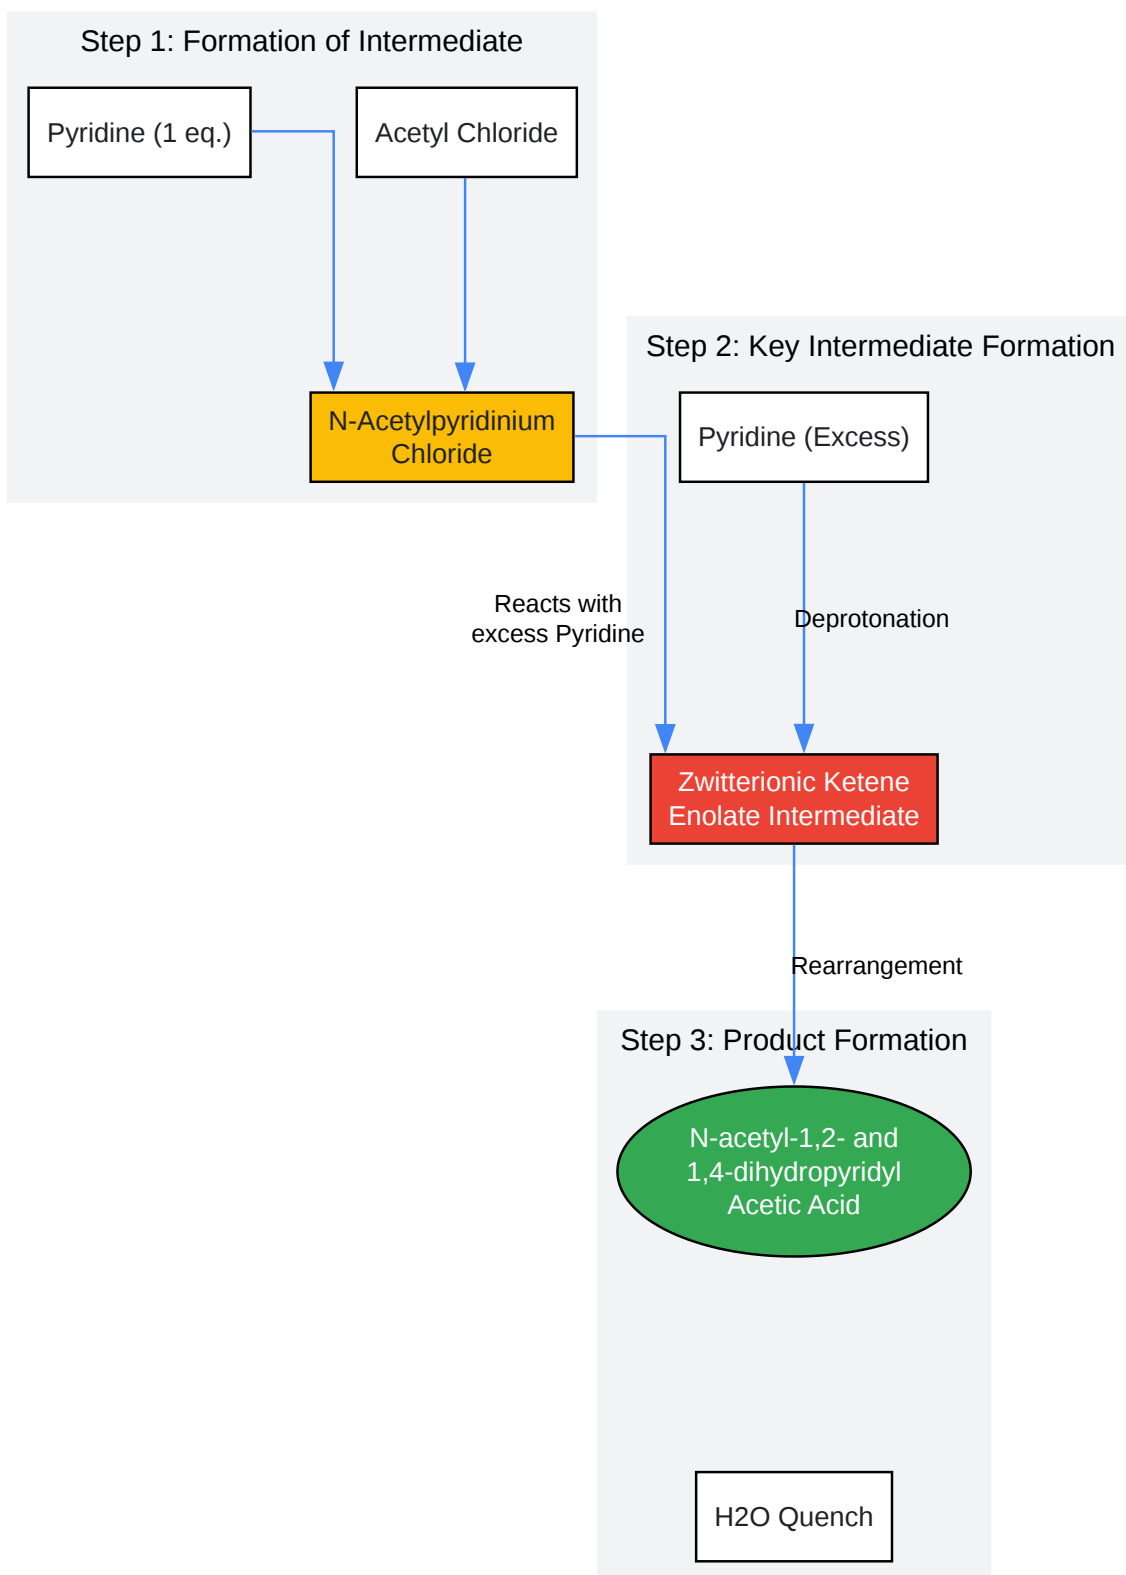 Step 1: Formation of Intermediate
Pyridine (1 eq.)
Acetyl Chloride
N-Acetylpyridinium
Chloride
Step 2: Key Intermediate Formation
Pyridine (Excess)
Reacts with
excess Pyridine
Deprotonation
Zwitterionic Ketene
Enolate Intermediate
Rearrangement
Step 3: Product Formation
N-acetyl-1,2- and
1,4-dihydropyridyl
Acetic Acid
H2O Quench